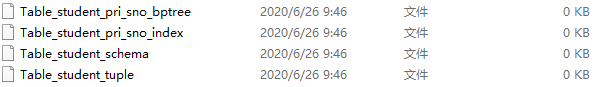 Table_student_pri_sno_bptree 2020/6/26 9:46 文件 0 KB
Table_student_pri_sno_index 2020/6/26 9:46 文件 0 KB
Table_student_schema 2020/6/26 9:46 文件 0 KB
Table_student_tuple 2020/6/26 9:46 文件 0 KB